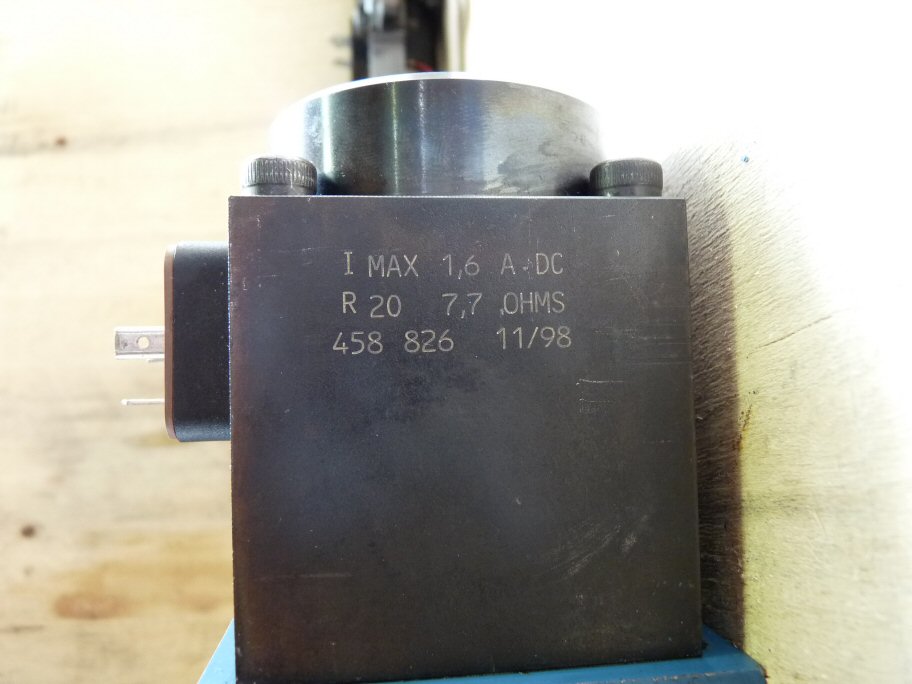 I MAX 1,6 A DC
R 20 7,7 OHMS
458 826 11/98